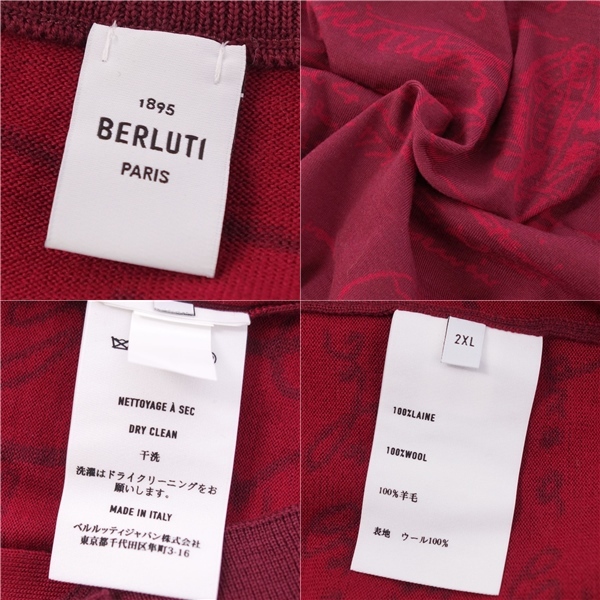 1895
BERLUTI
PARIS
NETTOYAGE À SEC
DRY CLEAN
干洗
洗濯はドライクリーニングをお
願いします。
MADE IN ITALY
ベルルッティジャパン(株)
東京都千代田区隼町3-16
2XL
100%LAINE
100%WOOL
100%羊毛
表地 ウール100%